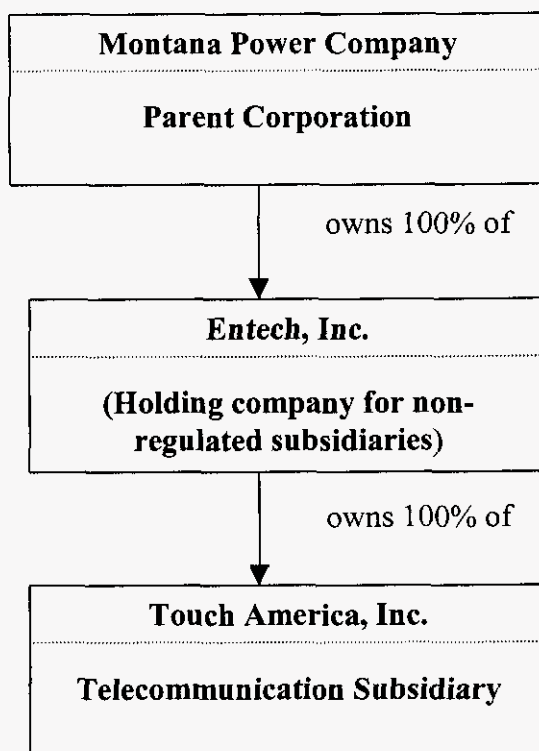 Montana Power Company
Parent Corporation
owns 100% of
Entech, Inc.
(Holding company for non-
regulated subsidiaries)
owns 100% of
Touch America, Inc.
Telecommunication Subsidiary